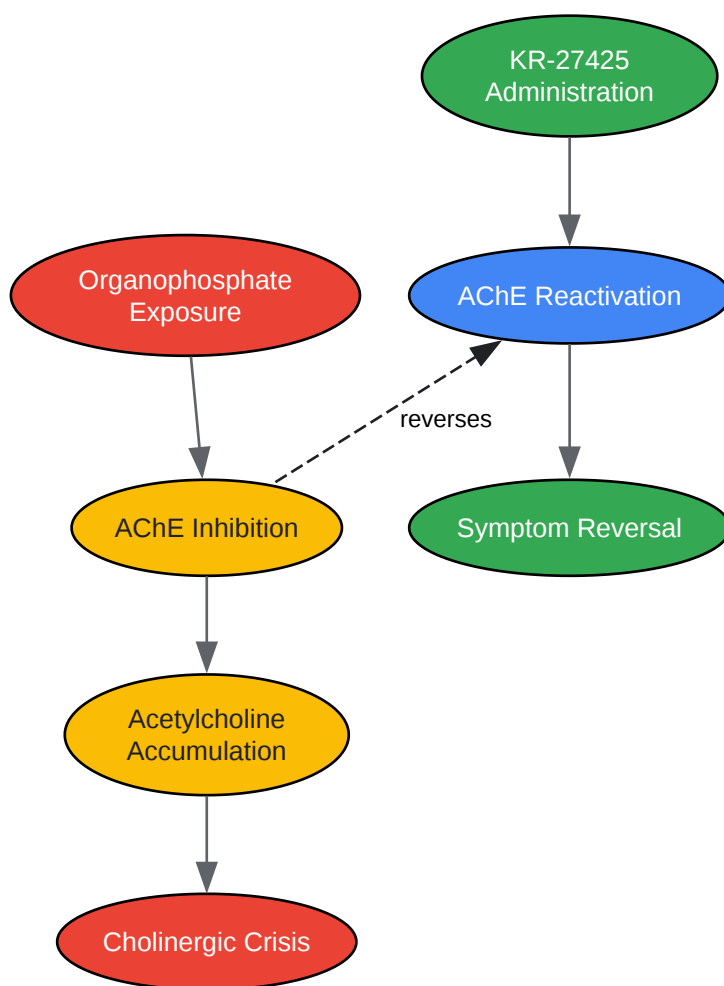 KR-27425
Administration
Organophosphate
Exposure
AChE Reactivation
reverses
AChE Inhibition
Symptom Reversal
Acetylcholine
Accumulation
Cholinergic Crisis